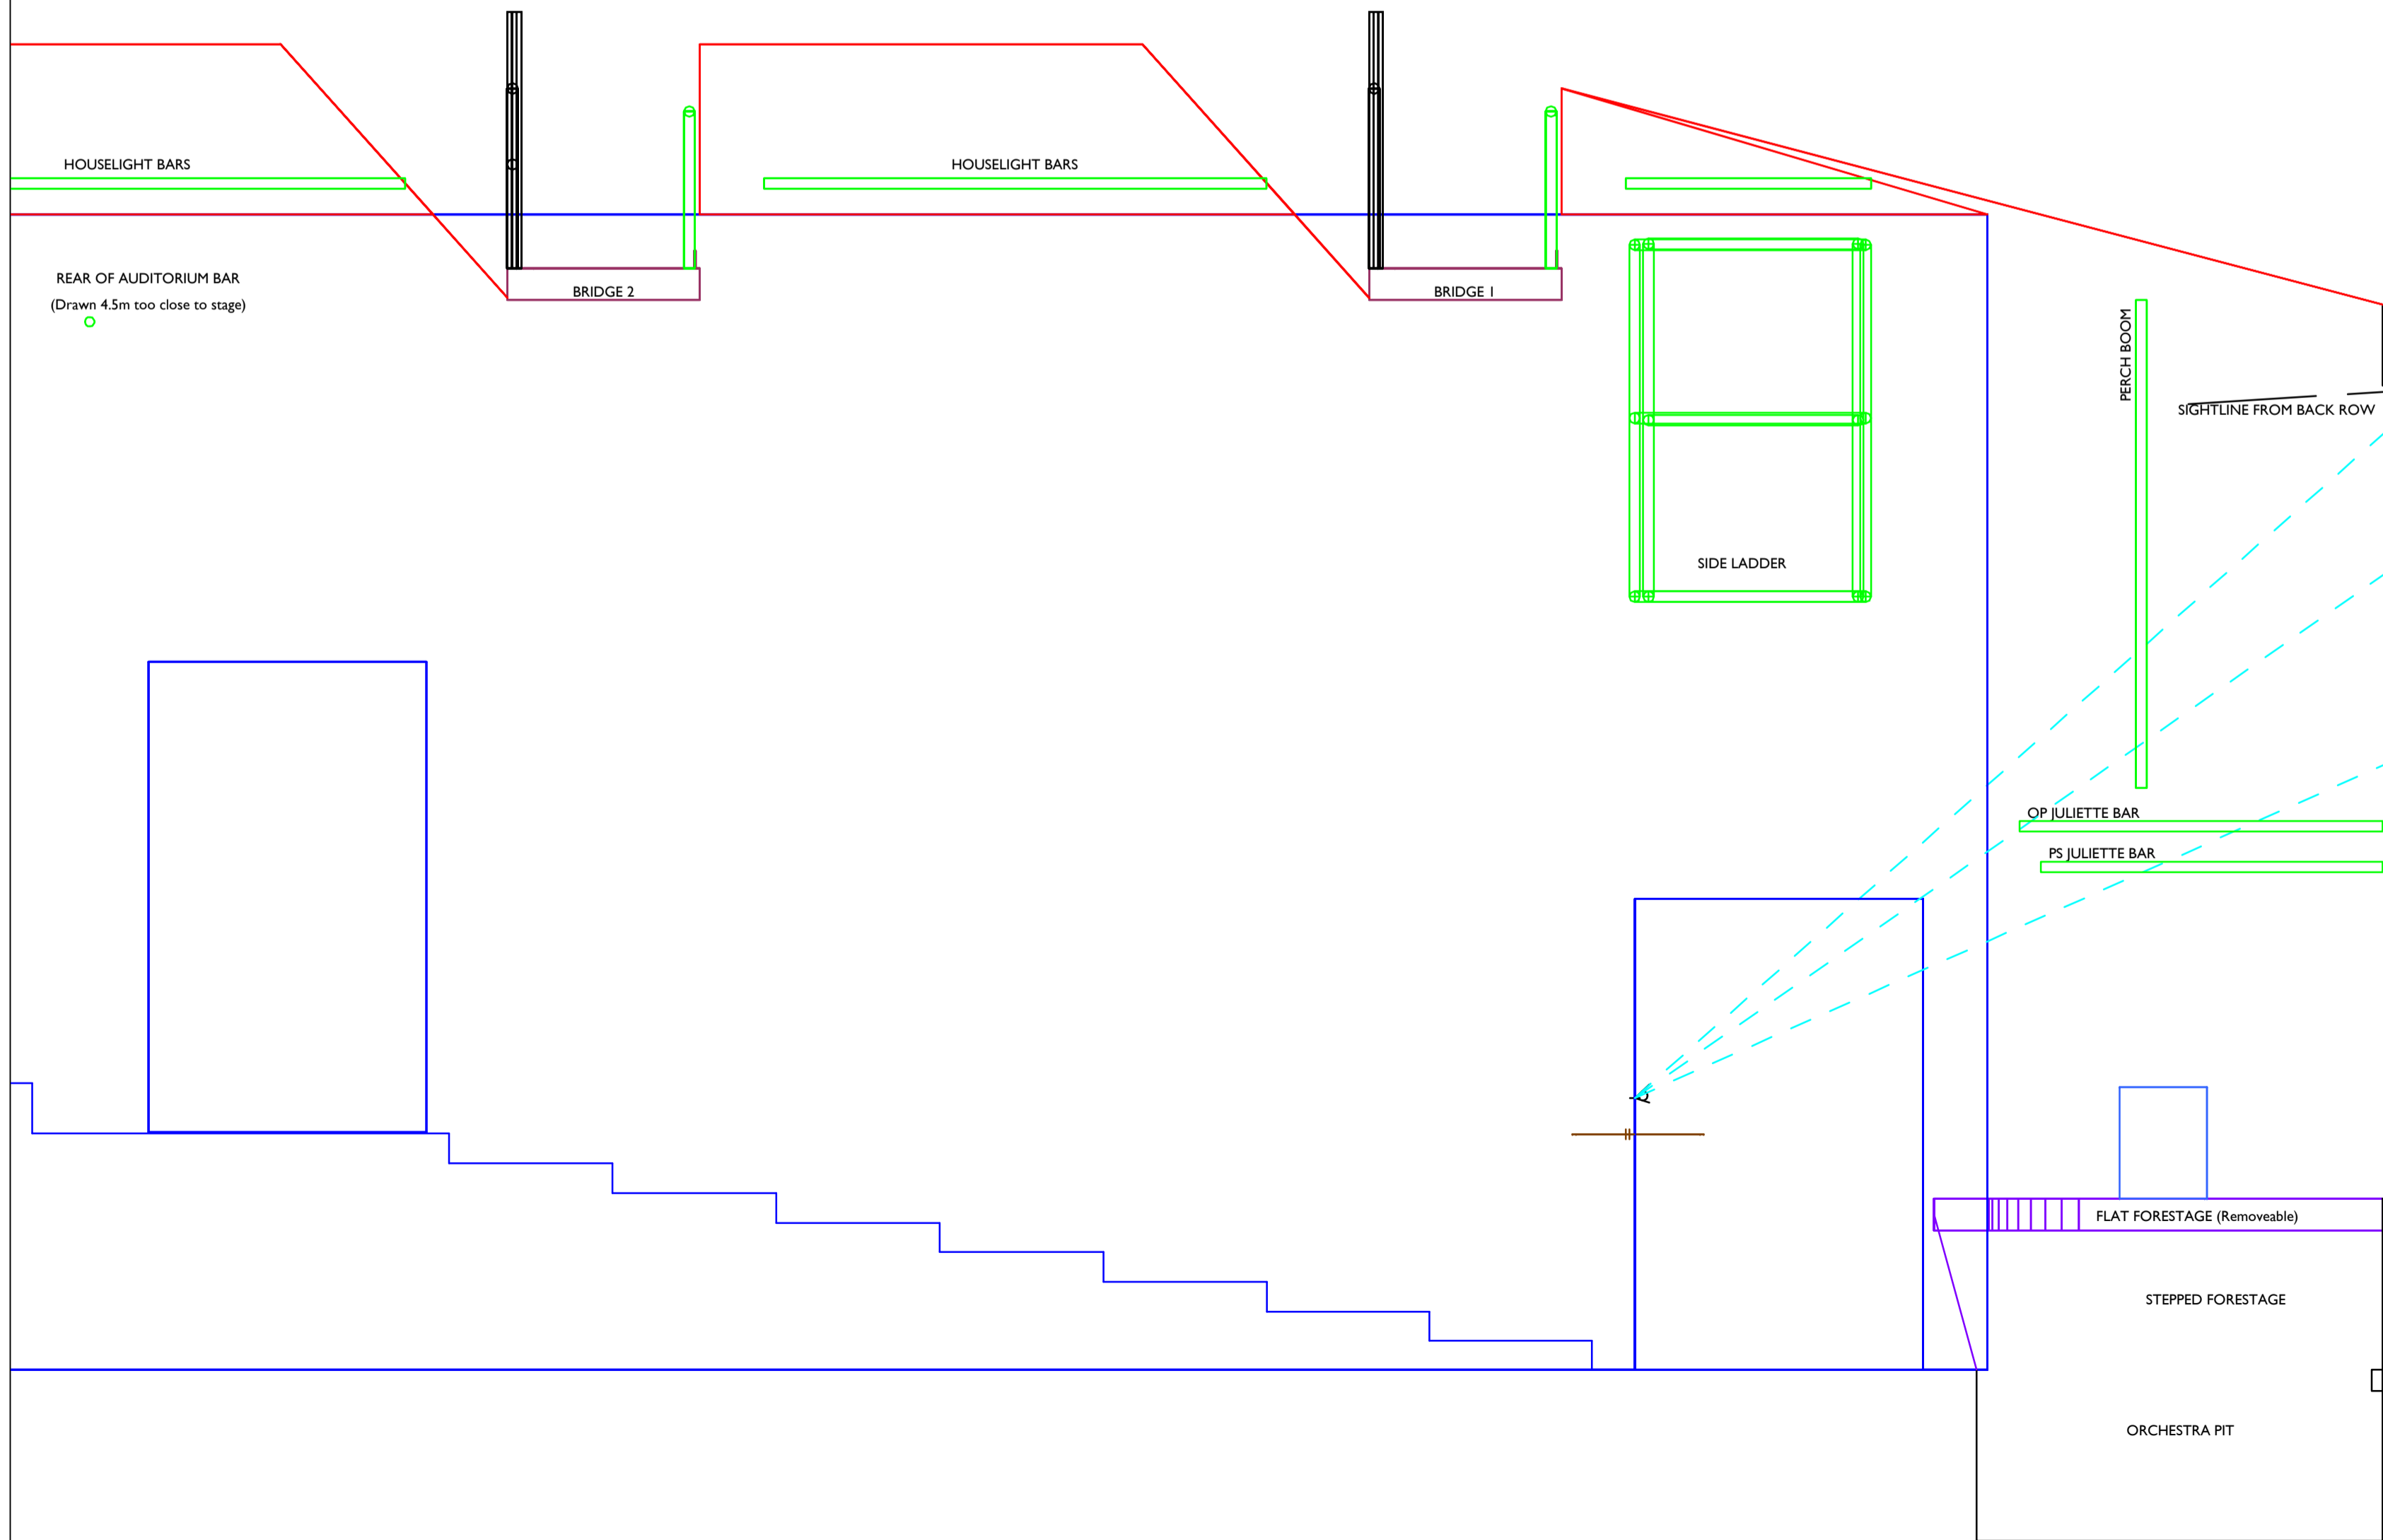 HOUSELIGHT BARS
HOUSELIGHT BARS
REAR OF AUDITORIUM BAR
(Drawn 4.5m too close to stage)
BRIDGE 2
BRIDGE 1
PERCH BOOM
SIGHTLINE FROM BACK ROW
SIDE LADDER
OP JULIETTE BAR
PS JULIETTE BAR
FLAT FORESTAGE (Removeable)
STEPPED FORESTAGE
ORCHESTRA PIT